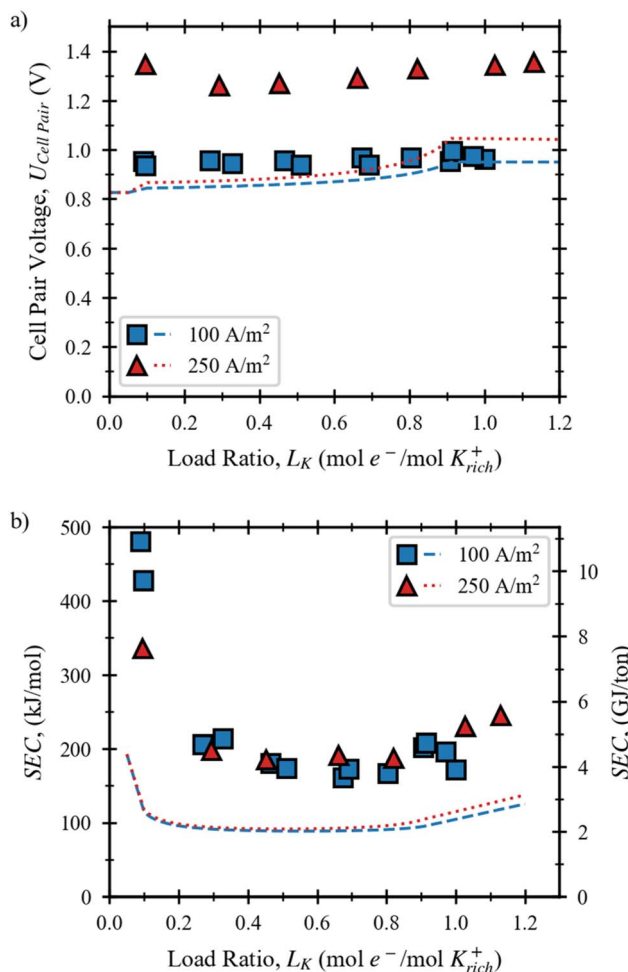 a)
Cell Pair Voltage, U_{Cell Pair} (V)
1.4
1.2
1.0
0.8
0.6
0.4
0.2
0.0
100 A/m²
250 A/m²
0.0 0.2 0.4 0.6 0.8 1.0 1.2
Load Ratio, L_K (mol e⁻/mol K⁺_{rich})
b)
SEC, (kJ/mol)
500
400
300
200
100
0
100 A/m²
250 A/m²
10
8
6
4
2
0
SEC, (GJ/ton)
0.0 0.2 0.4 0.6 0.8 1.0 1.2
Load Ratio, L_K (mol e⁻/mol K⁺_{rich})